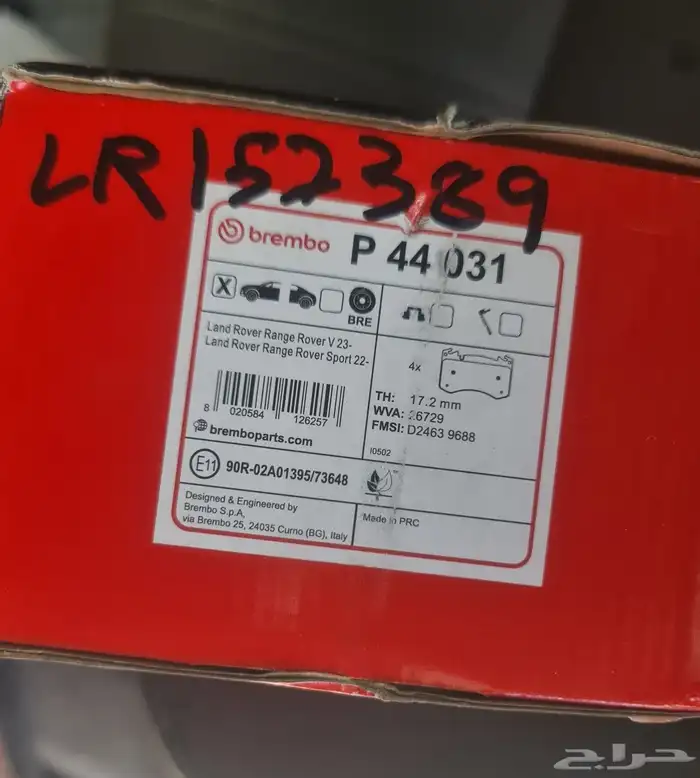 LR152389
brembo P 44 031
X
BRE
Land Rover Range Rover V 23-
Land Rover Range Rover Sport 22-
4x
8 020584 126257
TH: 17.2 mm
WVA: 26729
FMSI: D2463 9688
bremboparts.com
I0502
E11 90R-02A01395/73648
Designed & Engineered by
Brembo S.p.A,
via Brembo 25, 24035 Curno (BG), Italy
Made in PRC
حراج